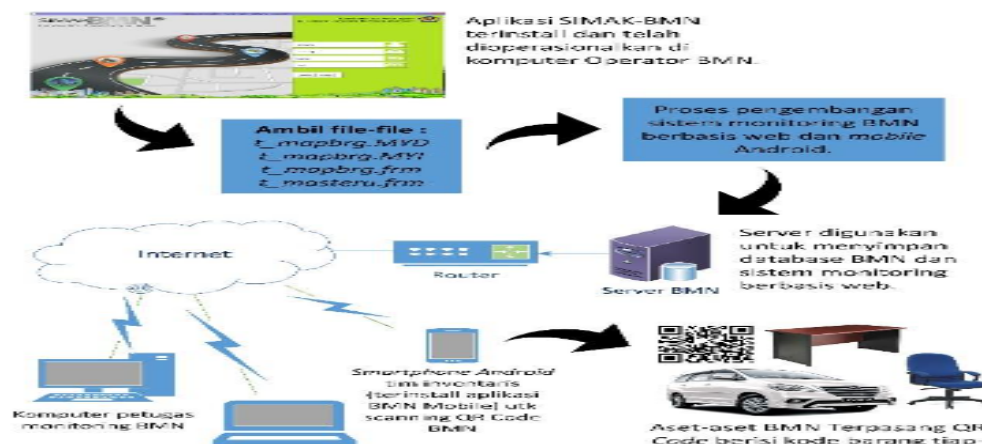 Aplikasi SIMAK-BMN
terinstall dan telah
dioperasionalkan di
komputer Operator BMN.
Ambil file-file :
t_mapbrg.MYD
t_mapbrg.MYI
t_mapbrg.frm
t_masteru.frm
Proses pengembangan
sistem monitoring BMN
berbasis web dan mobile
Android.
Internet
Router
Server BMN
Server digunakan
untuk menyimpan
database BMN dan
sistem monitoring
berbasis web.
Komputer petugas
monitoring BMN
Smartphone Android
tim inventaris
(terinstall aplikasi
BMN Mobile) utk
scanning QR Code
BMN
Aset-aset BMN Terpasang QR
Code berisi kode barang tiap-